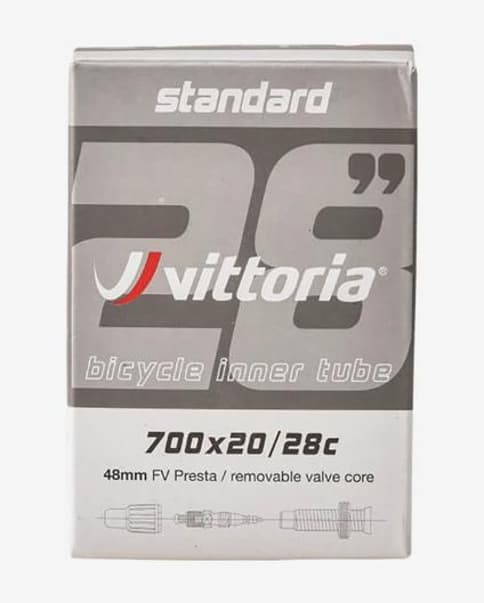 standard
28”
vittoria®
bicycle inner tube
700x20/28c
48mm FV Presta / removable valve core